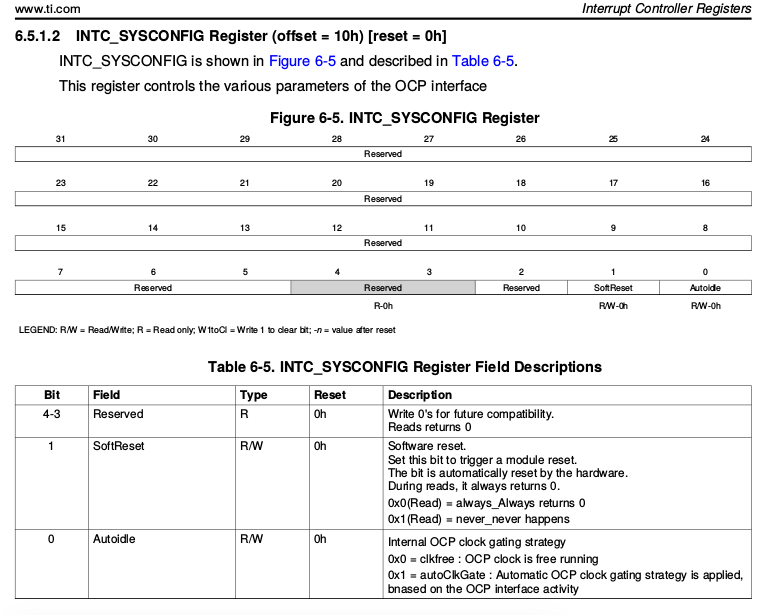 www.ti.com Interrupt Controller Registers
6.5.1.2 INTC_SYSCONFIG Register (offset = 10h) [reset = 0h]
INTC_SYSCONFIG is shown in Figure 6-5 and described in Table 6-5.
This register controls the various parameters of the OCP interface
Figure 6-5. INTC_SYSCONFIG Register
31 30 29 28 27 26 25 24
Reserved
23 22 21 20 19 18 17 16
Reserved
15 14 13 12 11 10 9 8
Reserved
7 6 5 4 3 2 1 0
Reserved Reserved Reserved SoftReset Autoidle
R-0h R/W-0h R/W-0h
LEGEND: R/W = Read/Write; R = Read only; W1toCl = Write 1 to clear bit; -n = value after reset
Table 6-5. INTC_SYSCONFIG Register Field Descriptions
Bit Field Type Reset Description
4-3 Reserved R 0h Write 0's for future compatibility.
Reads returns 0
1 SoftReset R/W 0h Software reset.
Set this bit to trigger a module reset.
The bit is automatically reset by the hardware.
During reads, it always returns 0.
0x0(Read) = always_Always returns 0
0x1(Read) = never_never happens
0 Autoidle R/W 0h Internal OCP clock gating strategy
0x0 = clkfree : OCP clock is free running
0x1 = autoClkGate : Automatic OCP clock gating strategy is applied,
bnased on the OCP interface activity